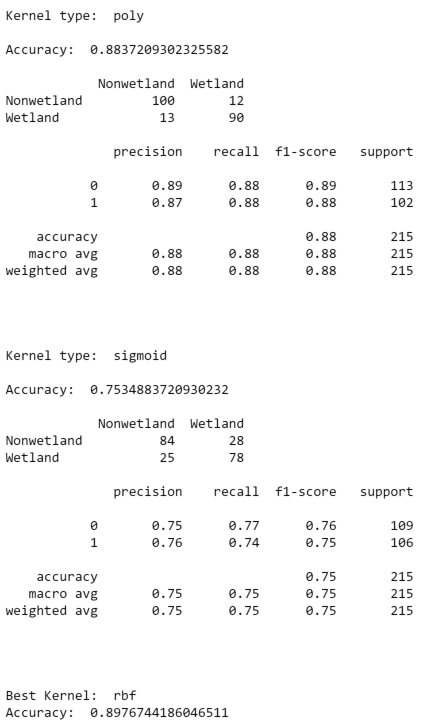 Kernel type:  poly
Accuracy:  0.8837209302325582
Nonwetland  Wetland
Nonwetland  100  12
Wetland  13  90
precision  recall  f1-score  support
0  0.89  0.88  0.89  113
1  0.87  0.88  0.88  102
accuracy  0.88  215
macro avg  0.88  0.88  0.88  215
weighted avg  0.88  0.88  0.88  215
Kernel type:  sigmoid
Accuracy:  0.7534883720930232
Nonwetland  Wetland
Nonwetland  84  28
Wetland  25  78
precision  recall  f1-score  support
0  0.75  0.77  0.76  109
1  0.76  0.74  0.75  106
accuracy  0.75  215
macro avg  0.75  0.75  0.75  215
weighted avg  0.75  0.75  0.75  215
Best Kernel:  rbf
Accuracy:  0.8976744186046511